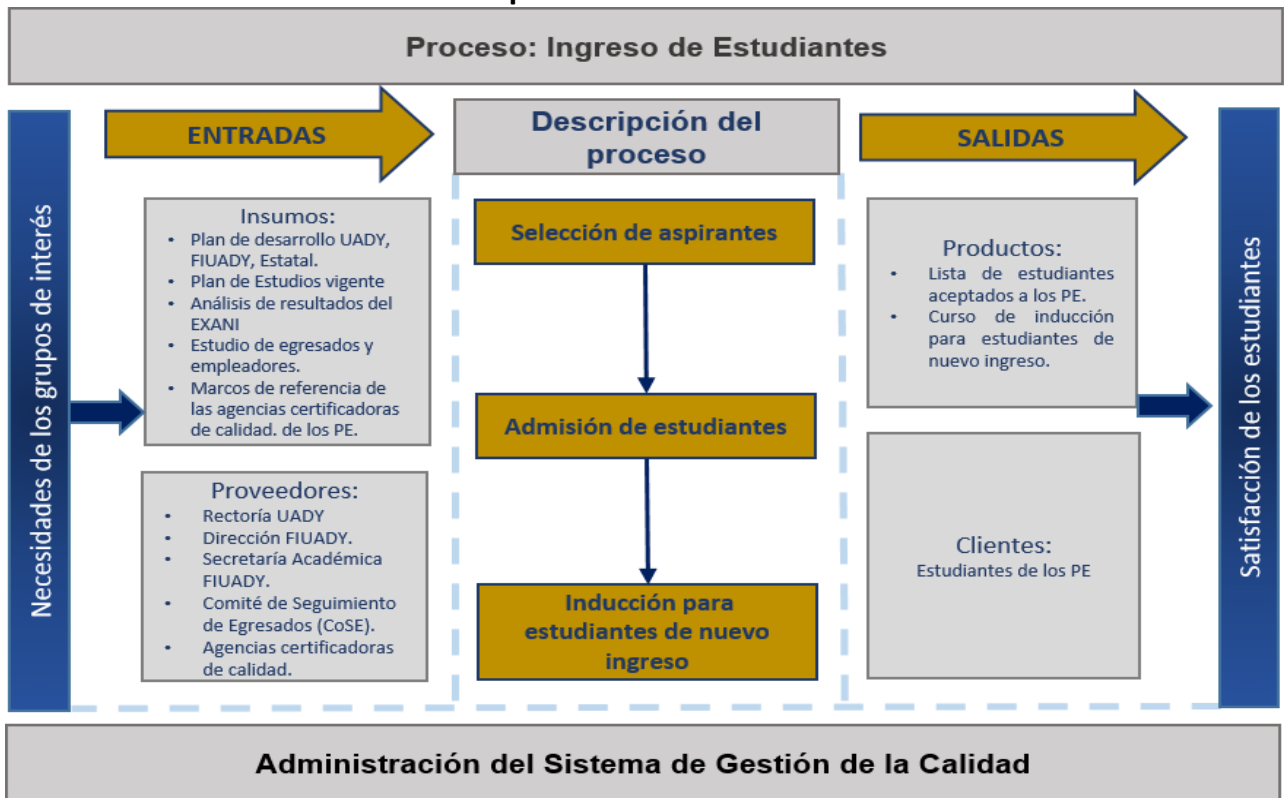 Proceso: Ingreso de Estudiantes
Necesidades de los grupos de interés
ENTRADAS
Insumos:
• Plan de desarrollo UADY,
FIUADY, Estatal.
• Plan de Estudios vigente
• Análisis de resultados del
EXANI
• Estudio de egresados y
empleadores.
• Marcos de referencia de
las agencias certificadoras
de calidad. de los PE.
Proveedores:
• Rectoría UADY
• Dirección FIUADY.
• Secretaría Académica
FIUADY.
• Comité de Seguimiento
de Egresados (CoSE).
• Agencias certificadoras
de calidad.
Descripción del
proceso
Selección de aspirantes
Admisión de estudiantes
Inducción para
estudiantes de nuevo
ingreso
SALIDAS
Productos:
• Lista de estudiantes
aceptados a los PE.
• Curso de inducción
para estudiantes de
nuevo ingreso.
Clientes:
Estudiantes de los PE
Satisfacción de los estudiantes
Administración del Sistema de Gestión de la Calidad